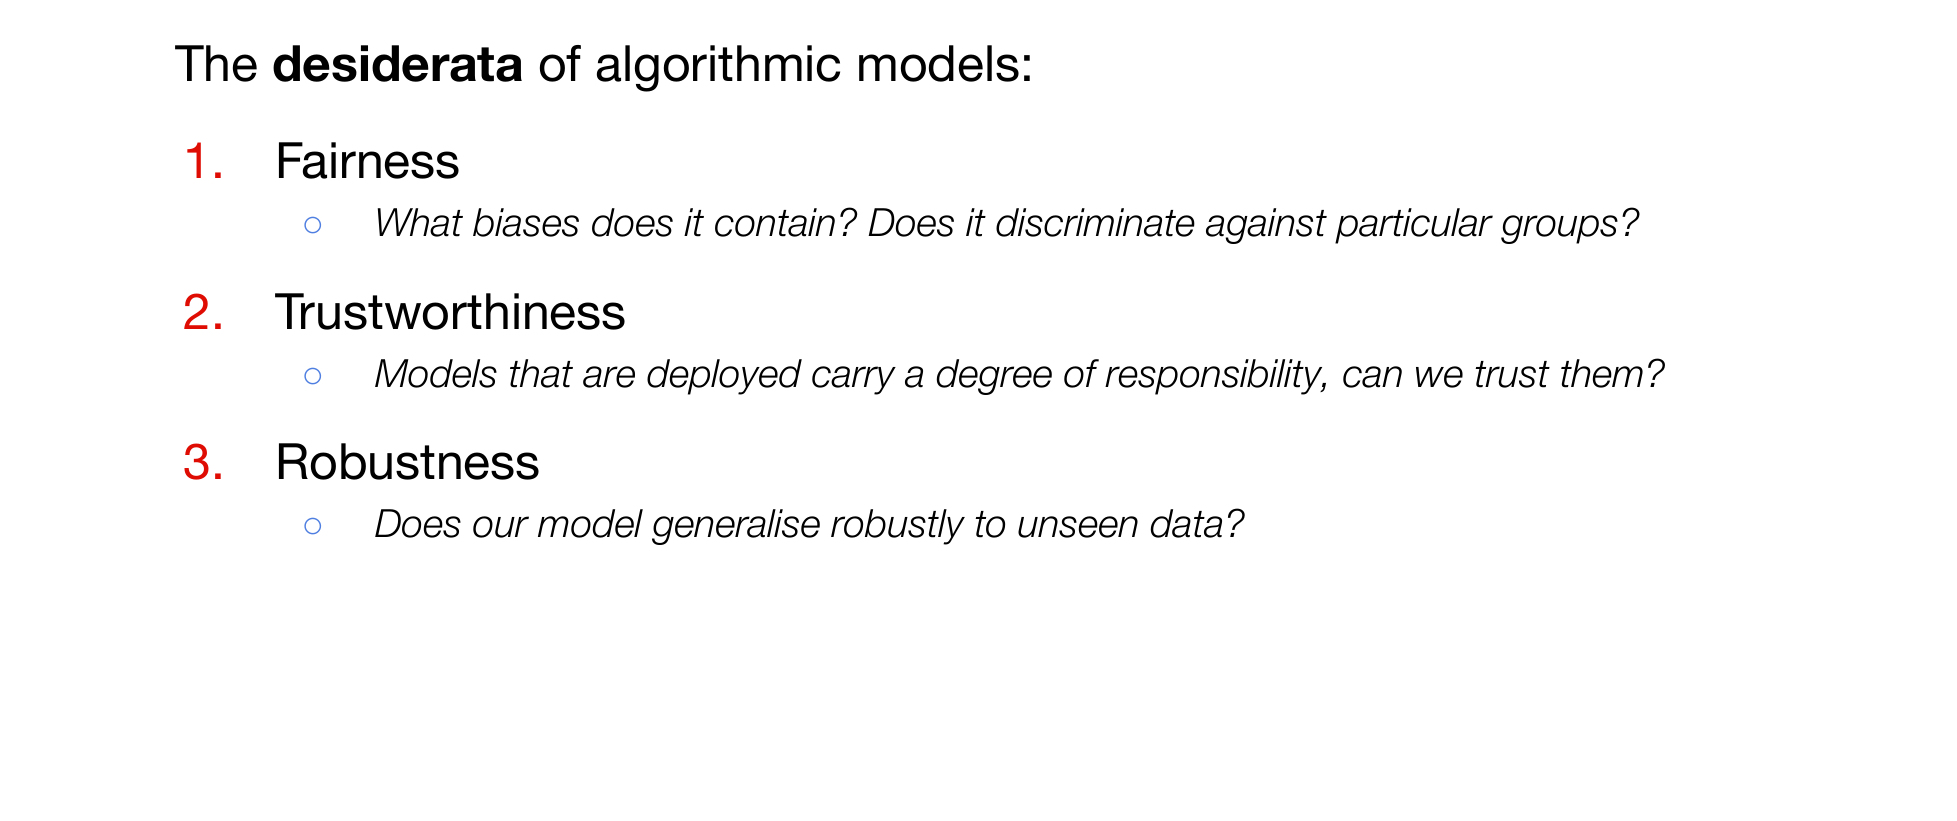 The desiderata of algorithmic models:
1. Fairness
○ What biases does it contain? Does it discriminate against particular groups?
2. Trustworthiness
○ Models that are deployed carry a degree of responsibility, can we trust them?
3. Robustness
○ Does our model generalise robustly to unseen data?